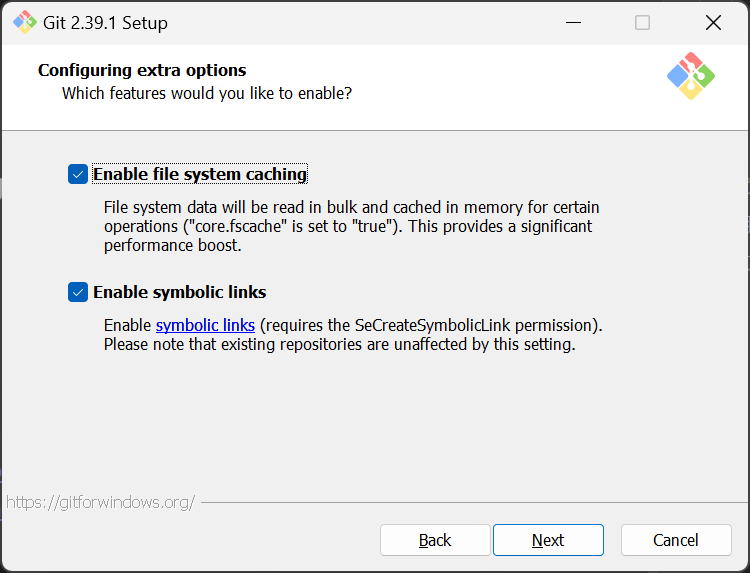 Git 2.39.1 Setup
Configuring extra options
Which features would you like to enable?
Enable file system caching
File system data will be read in bulk and cached in memory for certain
operations ("core.fscache" is set to "true"). This provides a significant
performance boost.
Enable symbolic links
Enable symbolic links (requires the SeCreateSymbolicLink permission).
Please note that existing repositories are unaffected by this setting.
https://gitforwindows.org/
Back Next Cancel